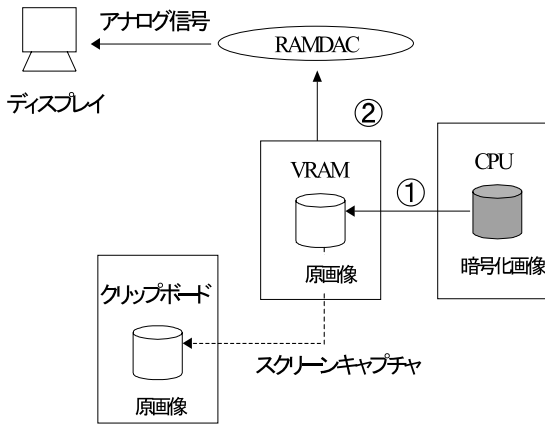 アナログ信号
RAMDAC
ディスプレイ
②
VRAM
CPU
①
原画像
暗号化画像
クリップボード
スクリーンキャプチャ
原画像